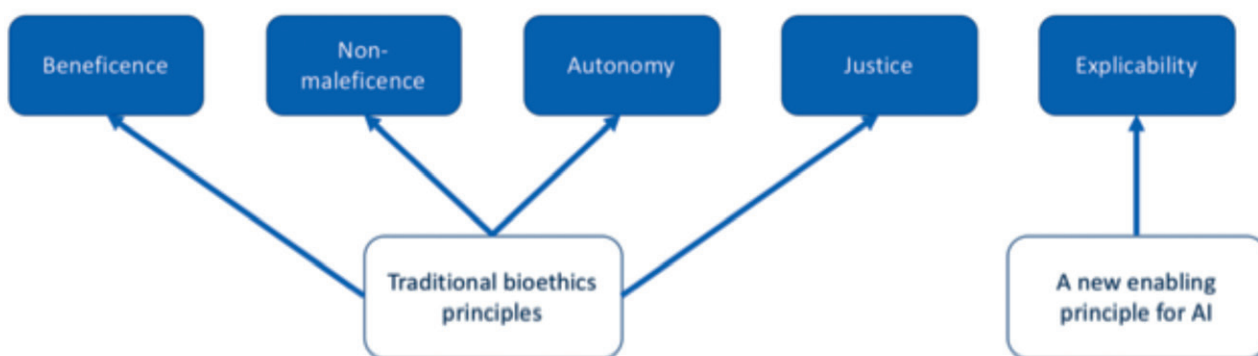 Beneficence
Non-
maleficence
Autonomy
Justice
Explicability
Traditional bioethics
principles
A new enabling
principle for AI